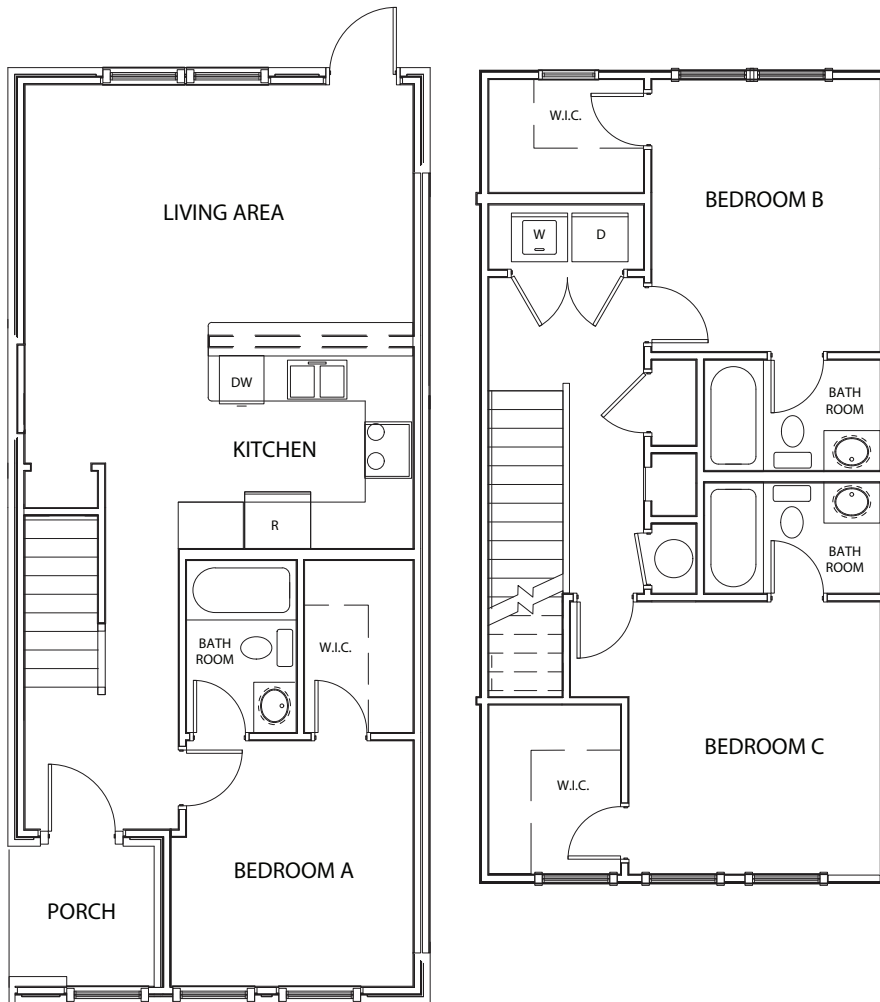 LIVING AREA
DW
KITCHEN
R
BATH
ROOM
W.I.C.
BEDROOM A
PORCH
W.I.C.
BEDROOM B
W
D
BATH
ROOM
BATH
ROOM
BEDROOM C
W.I.C.